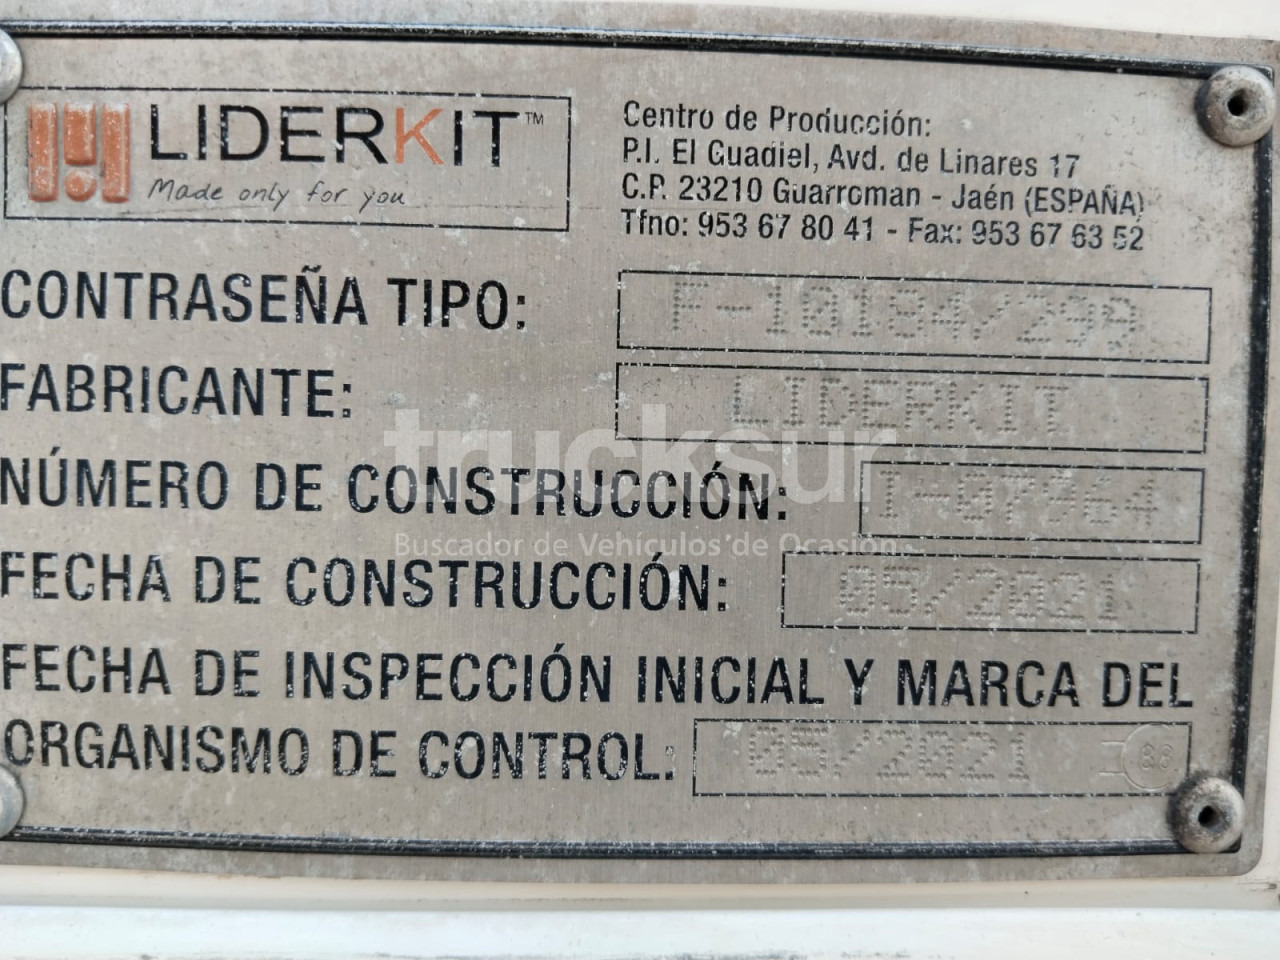 LIDERKIT™
Made only for you
Centro de Producción:
P.I. El Guadiel, Avd. de Linares 17
C.P. 23210 Guarroman - Jaén (ESPAÑA)
Tfno: 953 67 80 41 - Fax: 953 67 63 52
CONTRASEÑA TIPO:
FABRICANTE: LIDERKIT
NÚMERO DE CONSTRUCCIÓN:
FECHA DE CONSTRUCCIÓN: 05/2021
FECHA DE INSPECCIÓN INICIAL Y MARCA DEL
ORGANISMO DE CONTROL: 05/2021
trucksur
Buscador de Vehículos de Ocasión